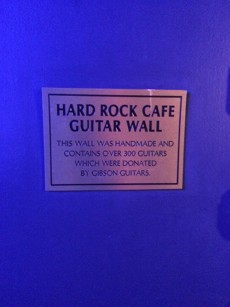 HARD ROCK CAFE
GUITAR WALL
THIS WALL WAS HANDMADE AND
CONTAINS OVER 300 GUITARS
WHICH WERE DONATED
BY GIBSON GUITARS.